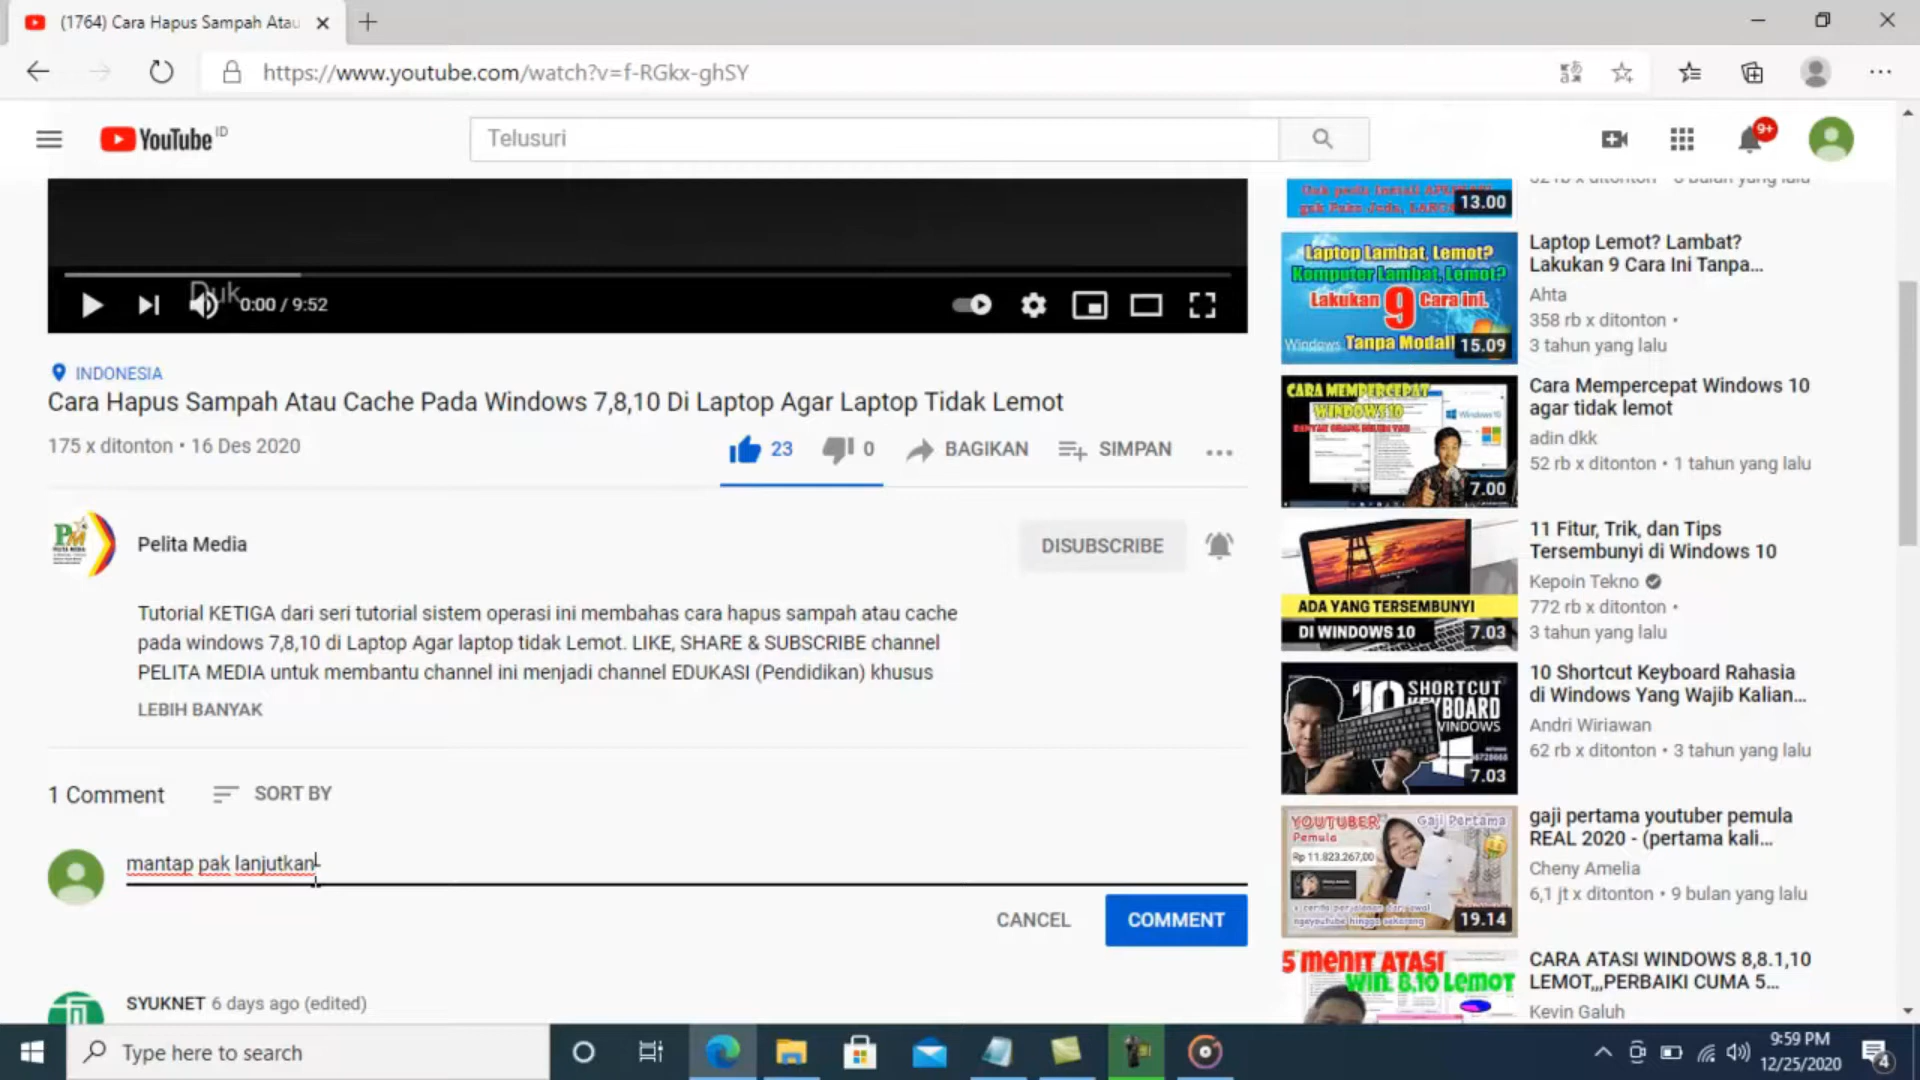 (1764) Cara Hapus Sampah Atau
https://www.youtube.com/watch?v=f-RGkx-ghSY
YouTube ID
Telusuri
9+
Duk
0:00 / 9:52
INDONESIA
Cara Hapus Sampah Atau Cache Pada Windows 7,8,10 Di Laptop Agar Laptop Tidak Lemot
175 x ditonton • 16 Des 2020
23
0
BAGIKAN
SIMPAN
Pelita Media
DISUBSCRIBE
Tutorial KETIGA dari seri tutorial sistem operasi ini membahas cara hapus sampah atau cache
pada windows 7,8,10 di Laptop Agar laptop tidak Lemot. LIKE, SHARE & SUBSCRIBE channel
PELITA MEDIA untuk membantu channel ini menjadi channel EDUKASI (Pendidikan) khusus
LEBIH BANYAK
1 Comment
SORT BY
mantap pak lanjutkan
CANCEL
COMMENT
SYUKNET 6 days ago (edited)
13.00
Laptop Lambat, Lemot?
Komputer Lambat, Lemot?
Lakukan 9 Cara ini.
Windows Tanpa Modal!
15.09
Laptop Lemot? Lambat?
Lakukan 9 Cara Ini Tanpa...
Ahta
358 rb x ditonton •
3 tahun yang lalu
CARA MEMPERCEPAT
WINDOWS 10
7.00
Cara Mempercepat Windows 10
agar tidak lemot
adin dkk
52 rb x ditonton • 1 tahun yang lalu
ADA YANG TERSEMBUNYI
DI WINDOWS 10
7.03
11 Fitur, Trik, dan Tips
Tersembunyi di Windows 10
Kepoin Tekno
772 rb x ditonton •
3 tahun yang lalu
10 SHORTCUT
KEYBOARD
WINDOWS
7.03
10 Shortcut Keyboard Rahasia
di Windows Yang Wajib Kalian...
Andri Wiriawan
62 rb x ditonton • 3 tahun yang lalu
YOUTUBER Gaji Pertama
Pemula
Rp 11.823.267,00
19.14
gaji pertama youtuber pemula
REAL 2020 - (pertama kali...
Cheny Amelia
6,1 jt x ditonton • 9 bulan yang lalu
5 menit ATASI
WIN. 8,10 LEMOT
CARA ATASI WINDOWS 8,8.1,10
LEMOT,,,PERBAIKI CUMA 5...
Kevin Galuh
Type here to search
9:59 PM
12/25/2020
4